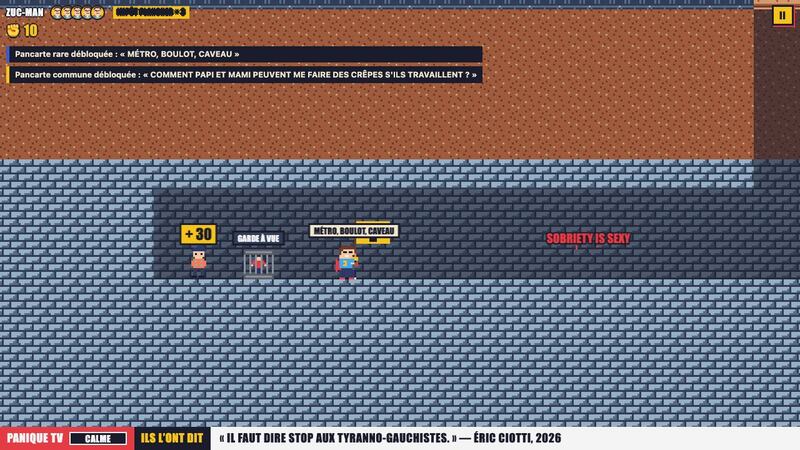 ZUC-MAN
10
Pancarte rare débloquée : « MÉTRO, BOULOT, CAVEAU »
Pancarte commune débloquée : « COMMENT PAPI ET MAMI PEUVENT ME FAIRE DES CRÊPES S'ILS TRAVAILLENT ? »
+ 30
GARDE À VUE
MÉTRO, BOULOT, CAVEAU
SOBRIETY IS SEXY
PANIQUE TV
CALME
ILS L'ONT DIT
« IL FAUT DIRE STOP AUX TYRANNO-GAUCHISTES. » — ÉRIC CIOTTI, 2026